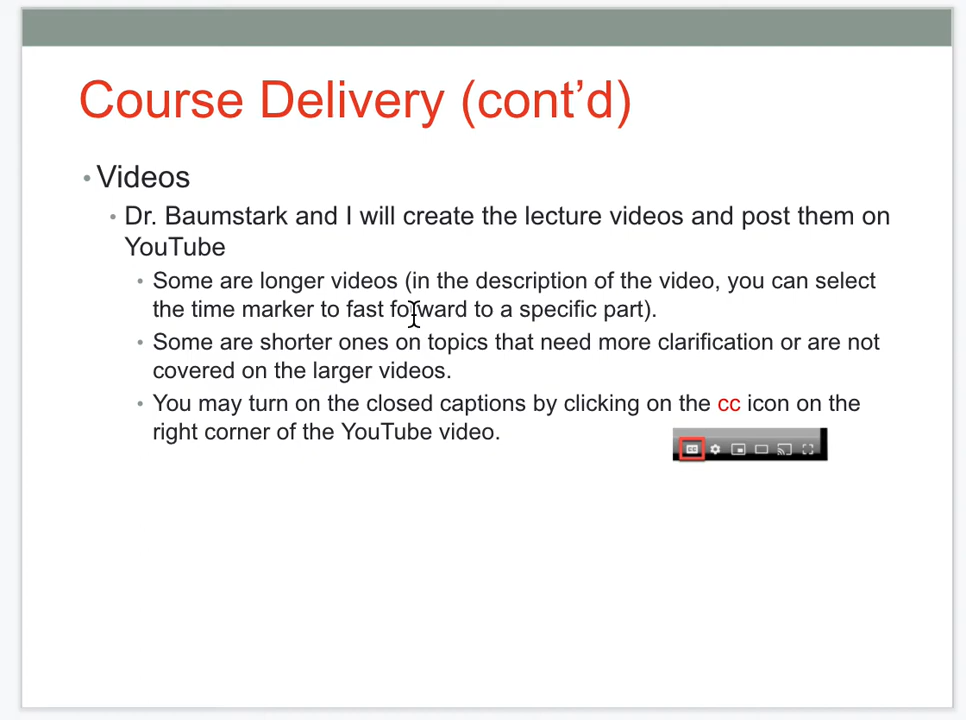 Course Delivery (cont’d)
• Videos
• Dr. Baumstark and I will create the lecture videos and post them on
YouTube
• Some are longer videos (in the description of the video, you can select
the time marker to fast forward to a specific part).
• Some are shorter ones on topics that need more clarification or are not
covered on the larger videos.
• You may turn on the closed captions by clicking on the cc icon on the
right corner of the YouTube video.
CC